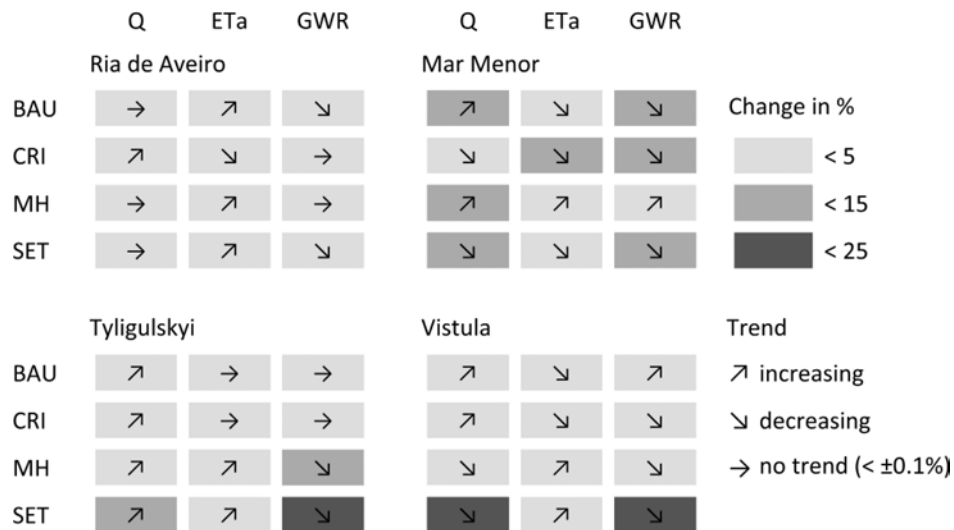 Q ETa GWR Q ETa GWR
Ria de Aveiro Mar Menor
BAU → ↗ ↘ ↗ ↘ ↘ Change in %
CRI ↗ ↘ → ↘ ↘ ↘ < 5
MH → ↗ → ↗ ↗ ↗ < 15
SET → ↗ ↘ ↘ ↘ ↘ < 25
Tyligulskyi Vistula Trend
BAU ↗ → → ↗ ↘ ↗ ↗ increasing
CRI ↗ → → ↗ ↘ ↘ ↘ decreasing
MH ↗ ↗ ↘ ↘ ↗ ↘ → no trend (< ±0.1%)
SET ↗ ↗ ↘ ↘ ↗ ↘